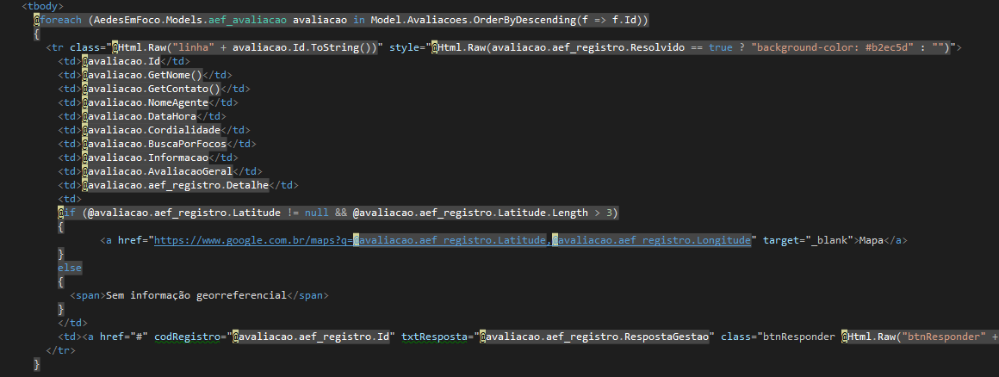 <tbody>
@foreach (AedesEmFoco.Models.aef_avaliacao avaliacao in Model.Avaliacoes.OrderByDescending(f => f.Id))
{
<tr class="@Html.Raw("linha" + avaliacao.Id.ToString())" style="@Html.Raw(avaliacao.aef_registro.Resolvido == true ? "background-color: #b2ec5d" : "")">
<td>@avaliacao.Id</td>
<td>@avaliacao.GetNome()</td>
<td>@avaliacao.GetContato()</td>
<td>@avaliacao.NomeAgente</td>
<td>@avaliacao.DataHora</td>
<td>@avaliacao.Cordialidade</td>
<td>@avaliacao.BuscaPorFocos</td>
<td>@avaliacao.Informacao</td>
<td>@avaliacao.AvaliacaoGeral</td>
<td>@avaliacao.aef_registro.Detalhe</td>
<td>
@if (@avaliacao.aef_registro.Latitude != null && @avaliacao.aef_registro.Latitude.Length > 3)
{
<a href="https://www.google.com.br/maps?q=@avaliacao.aef_registro.Latitude,@avaliacao.aef_registro.Longitude" target="_blank">Mapa</a>
}
else
{
<span>Sem informação georreferencial</span>
}
</td>
<td><a href="#" codRegistro="@avaliacao.aef_registro.Id" txtResposta="@avaliacao.aef_registro.RespostaGestao" class="btnResponder @Html.Raw("btnResponder" +
</tr>
}